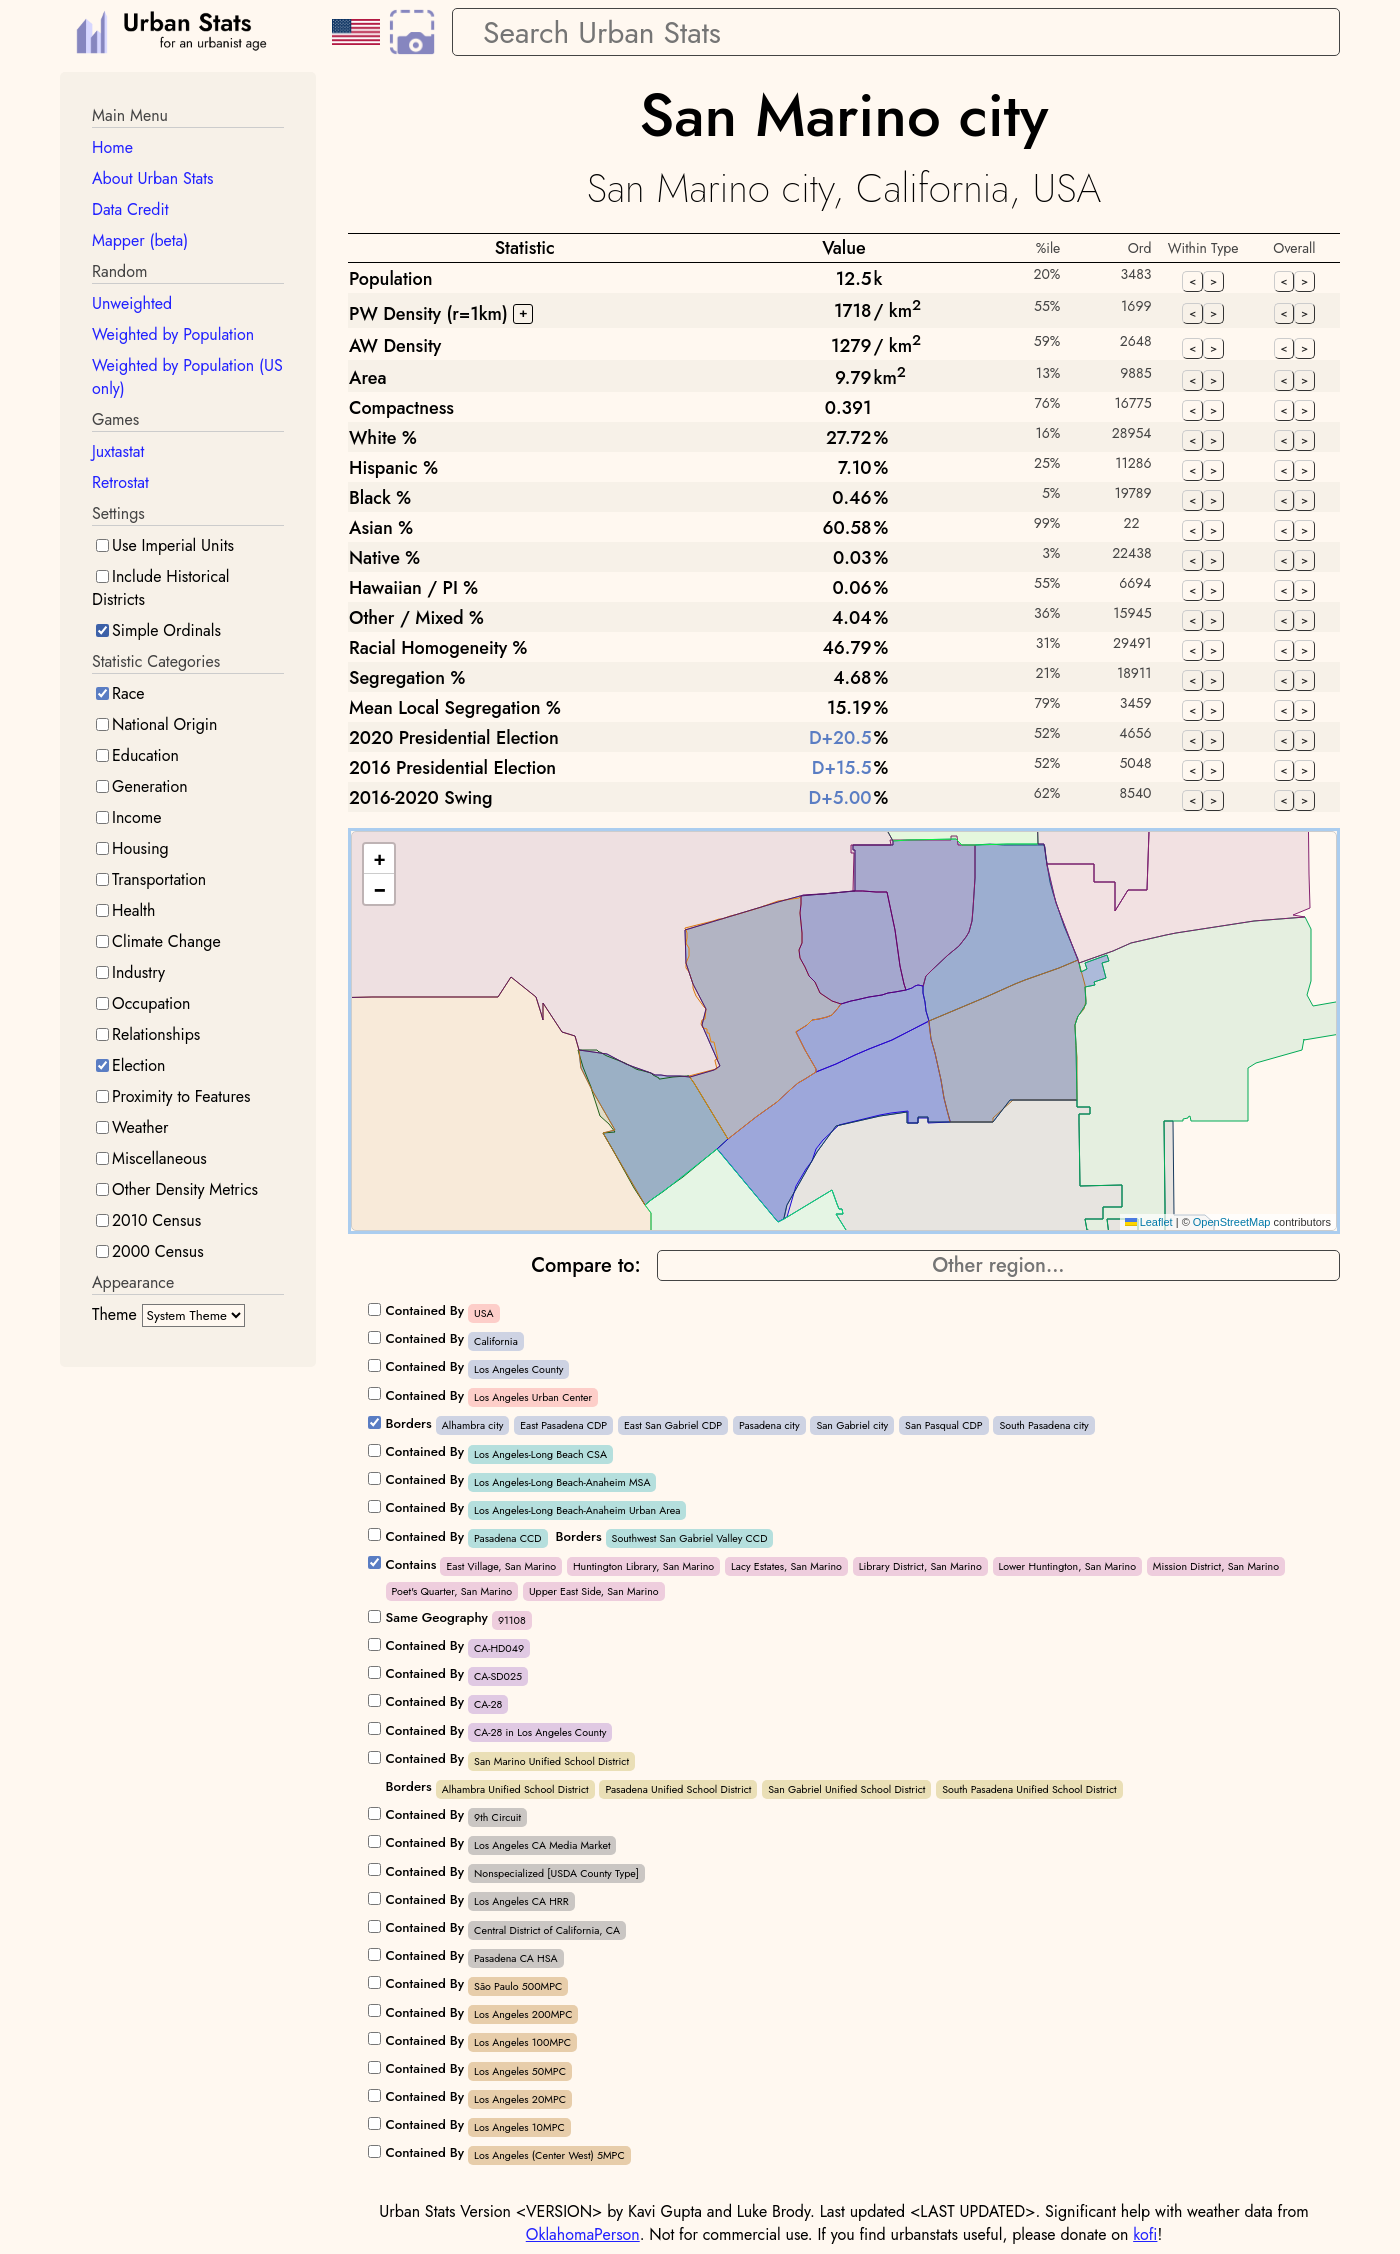 Urban Stats
for an urbanist age
Search Urban Stats
Main Menu
Home
About Urban Stats
Data Credit
Mapper (beta)
Random
Unweighted
Weighted by Population
Weighted by Population (US
only)
Games
Juxtastat
Retrostat
Settings
Use Imperial Units
Include Historical
Districts
Simple Ordinals
Statistic Categories
Race
National Origin
Education
Generation
Income
Housing
Transportation
Health
Climate Change
Industry
Occupation
Relationships
Election
Proximity to Features
Weather
Miscellaneous
Other Density Metrics
2010 Census
2000 Census
Appearance
Theme System Theme
San Marino city
San Marino city, California, USA
Statistic Value %ile Ord Within Type Overall
Population 12.5k 20% 3483 < > < >
PW Density (r=1km) + 1718 / km2 55% 1699 < > < >
AW Density 1279 / km2 59% 2648 < > < >
Area 9.79 km2 13% 9885 < > < >
Compactness 0.391 76% 16775 < > < >
White % 27.72% 16% 28954 < > < >
Hispanic % 7.10% 25% 11286 < > < >
Black % 0.46% 5% 19789 < > < >
Asian % 60.58% 99% 22 < > < >
Native % 0.03% 3% 22438 < > < >
Hawaiian / PI % 0.06% 55% 6694 < > < >
Other / Mixed % 4.04% 36% 15945 < > < >
Racial Homogeneity % 46.79% 31% 29491 < > < >
Segregation % 4.68% 21% 18911 < > < >
Mean Local Segregation % 15.19% 79% 3459 < > < >
2020 Presidential Election D+20.5% 52% 4656 < > < >
2016 Presidential Election D+15.5% 52% 5048 < > < >
2016-2020 Swing D+5.00% 62% 8540 < > < >
+
−
Leaflet | © OpenStreetMap contributors
Compare to: Other region...
Contained By USA
Contained By California
Contained By Los Angeles County
Contained By Los Angeles Urban Center
Borders Alhambra city East Pasadena CDP East San Gabriel CDP Pasadena city San Gabriel city San Pasqual CDP South Pasadena city
Contained By Los Angeles-Long Beach CSA
Contained By Los Angeles-Long Beach-Anaheim MSA
Contained By Los Angeles-Long Beach-Anaheim Urban Area
Contained By Pasadena CCD Borders Southwest San Gabriel Valley CCD
Contains East Village, San Marino Huntington Library, San Marino Lacy Estates, San Marino Library District, San Marino Lower Huntington, San Marino Mission District, San Marino
Poet's Quarter, San Marino Upper East Side, San Marino
Same Geography 91108
Contained By CA-HD049
Contained By CA-SD025
Contained By CA-28
Contained By CA-28 in Los Angeles County
Contained By San Marino Unified School District
Borders Alhambra Unified School District Pasadena Unified School District San Gabriel Unified School District South Pasadena Unified School District
Contained By 9th Circuit
Contained By Los Angeles CA Media Market
Contained By Nonspecialized [USDA County Type]
Contained By Los Angeles CA HRR
Contained By Central District of California, CA
Contained By Pasadena CA HSA
Contained By São Paulo 500MPC
Contained By Los Angeles 200MPC
Contained By Los Angeles 100MPC
Contained By Los Angeles 50MPC
Contained By Los Angeles 20MPC
Contained By Los Angeles 10MPC
Contained By Los Angeles (Center West) 5MPC
Urban Stats Version <VERSION> by Kavi Gupta and Luke Brody. Last updated <LAST UPDATED>. Significant help with weather data from
OklahomaPerson. Not for commercial use. If you find urbanstats useful, please donate on kofi!